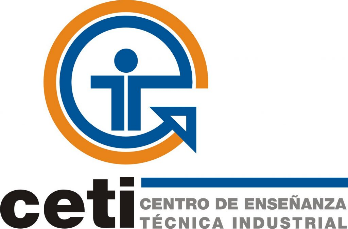 ceti
CENTRO DE ENSEÑANZA
TÉCNICA INDUSTRIAL